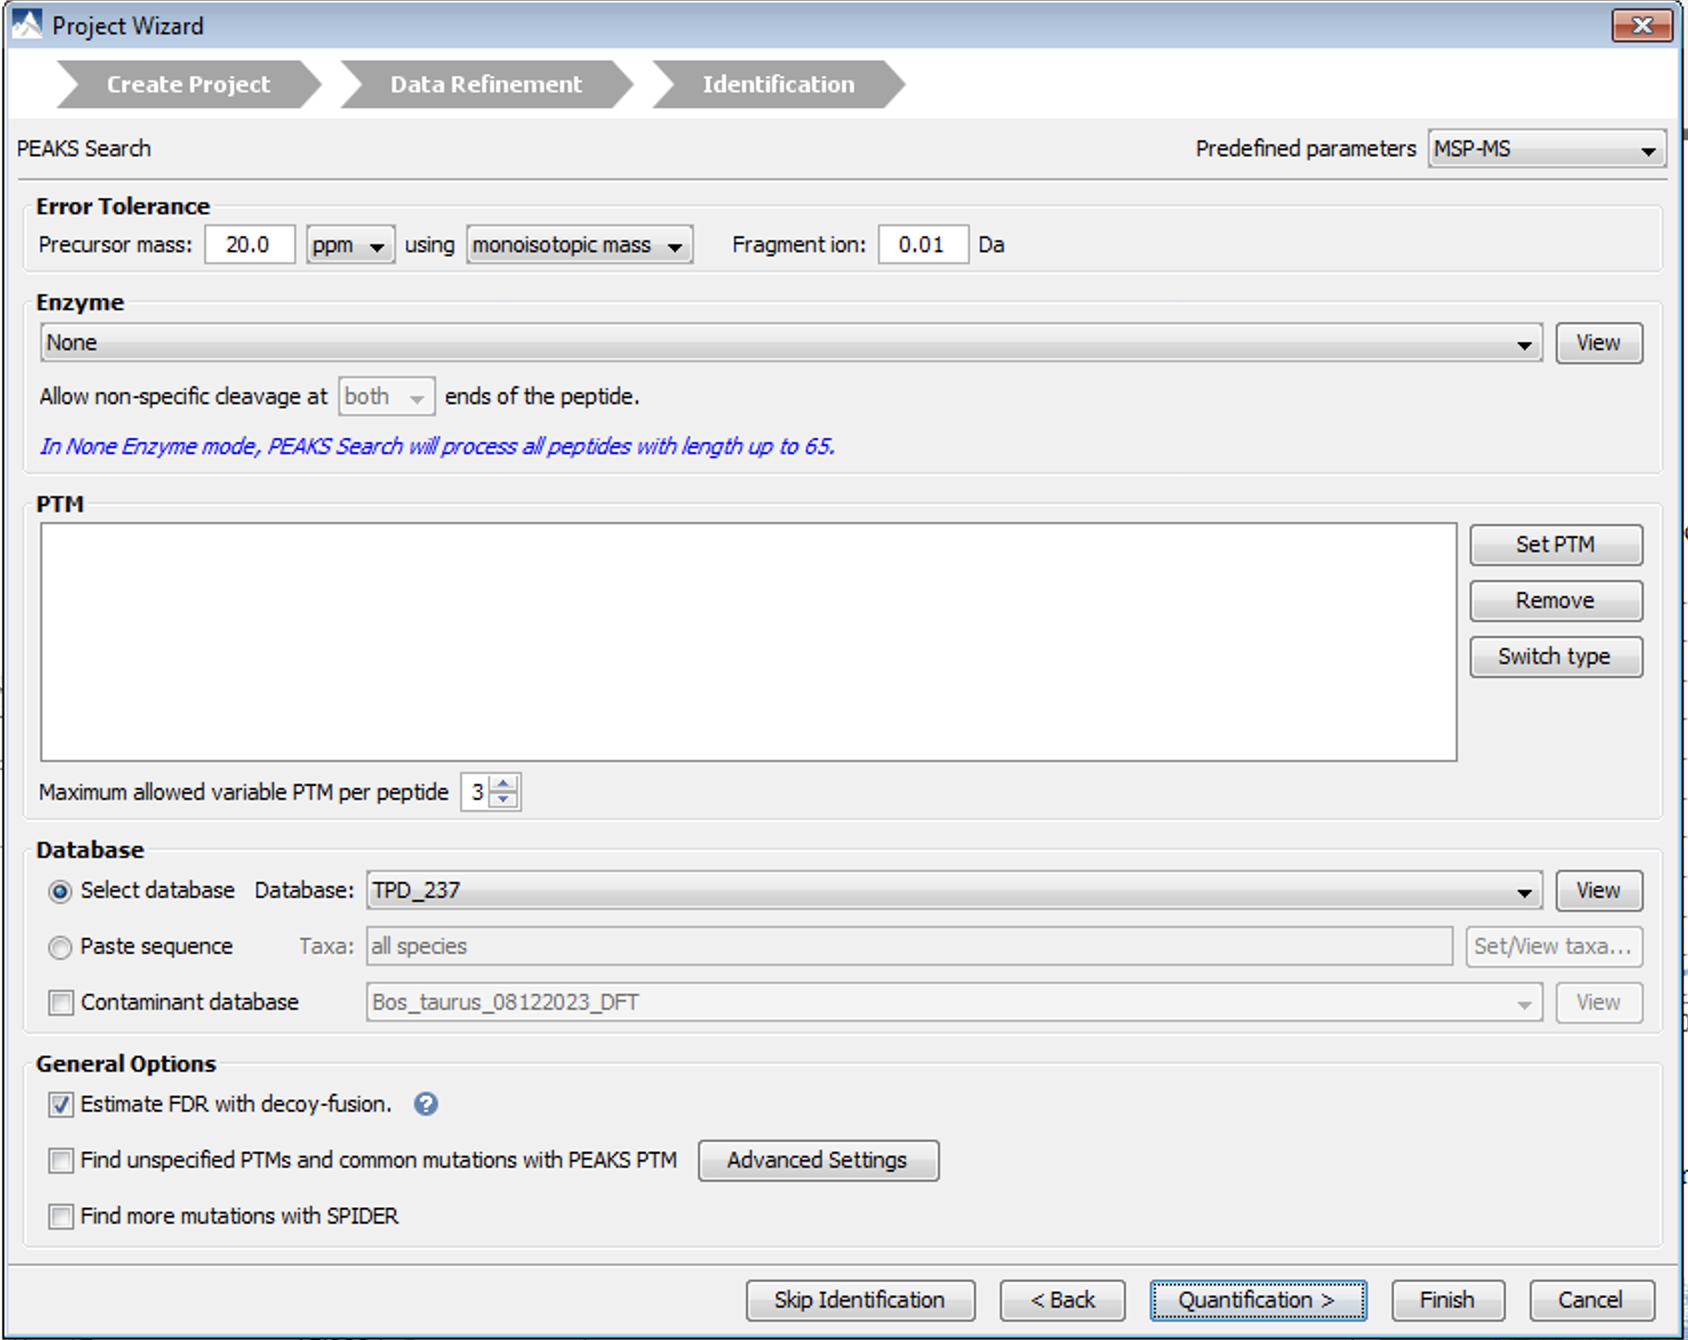 Project Wizard
Create Project
Data Refinement
Identification
PEAKS Search
Predefined parameters MSP-MS
Error Tolerance
Precursor mass: 20.0 ppm using monoisotopic mass Fragment ion: 0.01 Da
Enzyme
None View
Allow non-specific cleavage at both ends of the peptide.
In None Enzyme mode, PEAKS Search will process all peptides with length up to 65.
PTM
Set PTM
Remove
Switch type
Maximum allowed variable PTM per peptide 3
Database
Select database Database: TPD_237 View
Paste sequence Taxa: all species Set/View taxa...
Contaminant database Bos_taurus_08122023_DFT View
General Options
Estimate FDR with decoy-fusion. ?
Find unspecified PTMs and common mutations with PEAKS PTM Advanced Settings
Find more mutations with SPIDER
Skip Identification < Back Quantification > Finish Cancel